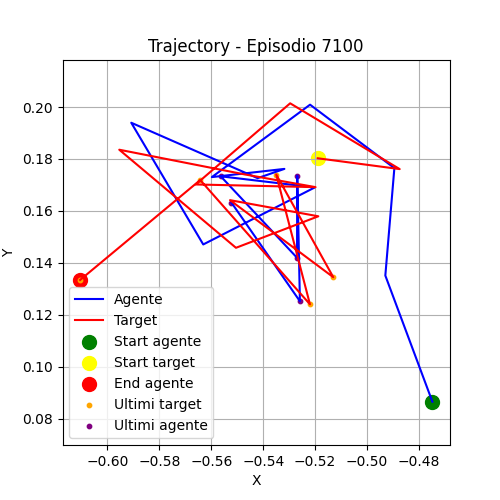 Trajectory - Episodio 7100
Y
0.20
0.18
0.16
0.14
0.12
0.10
0.08
Agente
Target
Start agente
Start target
End agente
Ultimi target
Ultimi agente
−0.60
−0.58
−0.56
−0.54
−0.52
−0.50
−0.48
X